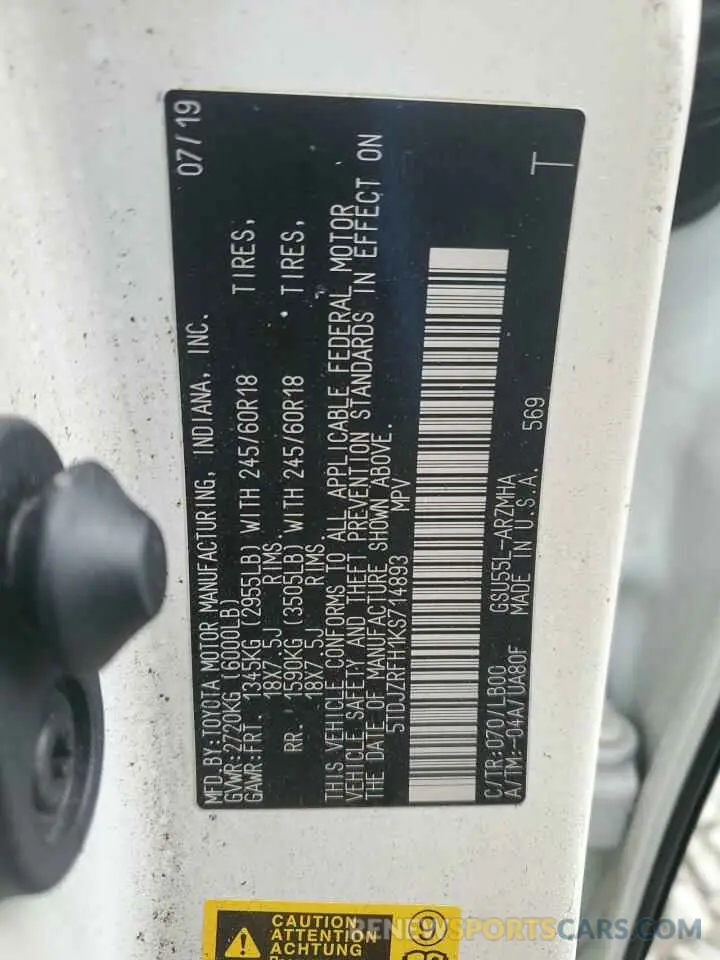 07/19
MFD.BY:TOYOTA MOTOR MANUFACTURING, INDIANA, INC.
GVWR:2720KG (6000LB)
GAWR:FRT. 1345KG (2955LB) WITH 245/60R18 TIRES,
18X7.5J RIMS
RR. 1590KG (3505LB) WITH 245/60R18 TIRES,
18X7.5J RIMS
THIS VEHICLE CONFORMS TO ALL APPLICABLE FEDERAL MOTOR
VEHICLE SAFETY AND THEFT PREVENTION STANDARDS IN EFFECT ON
THE DATE OF MANUFACTURE SHOWN ABOVE.
5TDJZRFH1KS714893 MPV
C/TR:070/LB00 GSU55L-ARZMHA
A/TM:-04A/UA80F MADE IN U.S.A. 569
T
CAUTION
ATTENTION
ACHTUNG
RENEWSPORTSCARS.COM